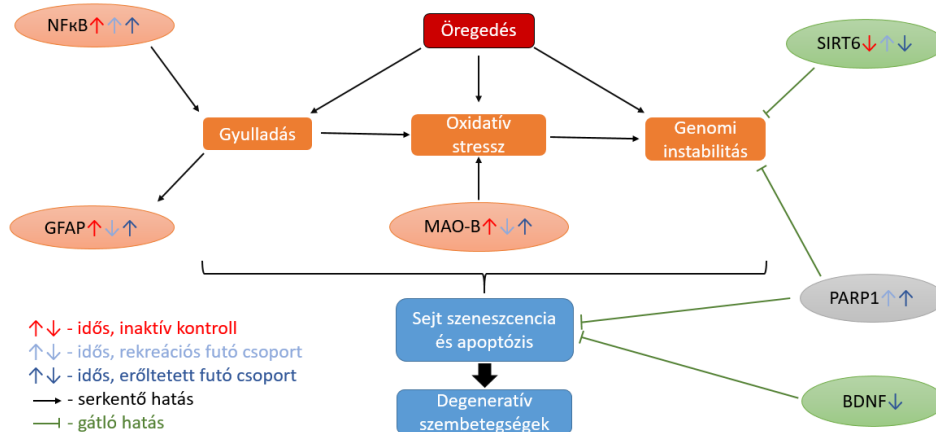 NFκB↑↑↑
Öregedés
SIRT6↓↑↓
Gyulladás
Oxidatív
stressz
Genomi
instabilitás
GFAP↑↓↑
MAO-B↑↓↑
PARP1↑↑
Sejt szeneszcencia
és apoptózis
BDNF↓
Degeneratív
szembetegségek
↑↓ - idős, inaktív kontroll
↑↓ - idős, rekreációs futó csoport
↑↓ - idős, erőltetett futó csoport
- serkentő hatás
- gátló hatás